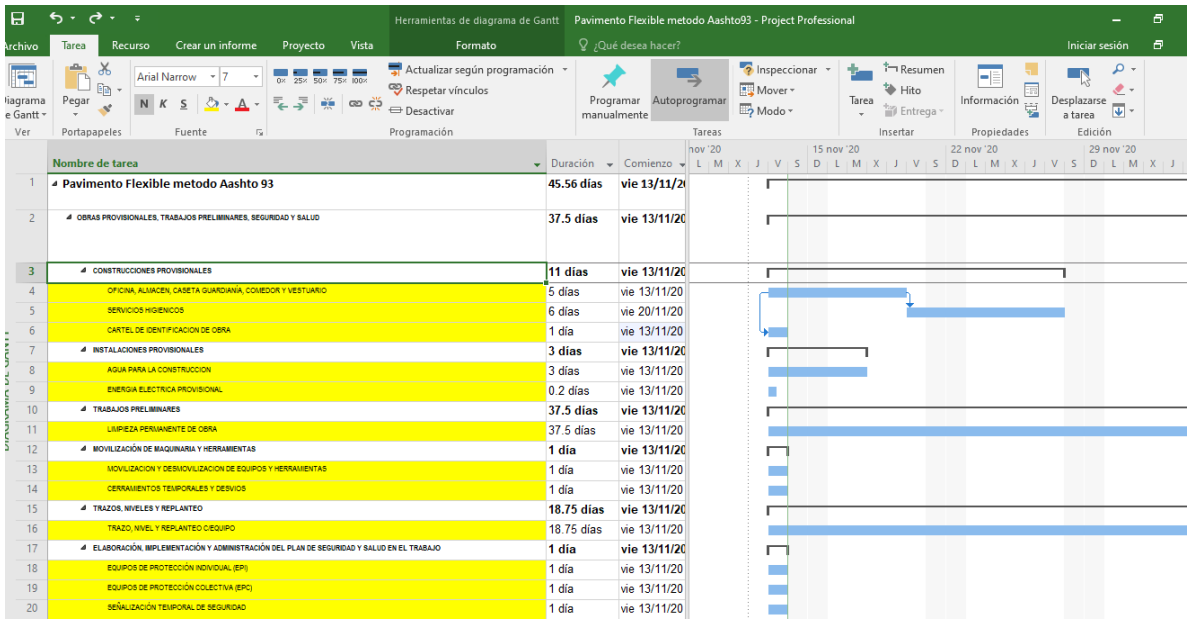 Herramientas de diagrama de Gantt Pavimento Flexible metodo Aashto93 - Project Professional
Archivo Tarea Recurso Crear un informe Proyecto Vista Formato ¿Qué desea hacer? Iniciar sesión
Arial Narrow 7 0× 25× 50× 75× 100× Actualizar según programación Inspeccionar Resumen
Respetar vínculos Mover Hito
Diagrama Pegar N K S A Desactivar Programar Autoprogramar Modo Tarea Entrega Información Desplazarse
de Gantt manualmente a tarea
Ver Portapapeles Fuente Programación Tareas Insertar Propiedades Edición
nov '20 15 nov '20 22 nov '20 29 nov '20
Nombre de tarea Duración Comienzo L M X J V S D L M X J V S D L M X J V S D L M X J
1 Pavimento Flexible metodo Aashto 93 45.56 días vie 13/11/20
2 OBRAS PROVISIONALES, TRABAJOS PRELIMINARES, SEGURIDAD Y SALUD 37.5 días vie 13/11/20
3 CONSTRUCCIONES PROVISIONALES 11 días vie 13/11/20
4 OFICINA, ALMACEN, CASETA GUARDIANÍA, COMEDOR Y VESTUARIO 5 días vie 13/11/20
5 SERVICIOS HIGIENICOS 6 días vie 20/11/20
6 CARTEL DE IDENTIFICACION DE OBRA 1 día vie 13/11/20
7 INSTALACIONES PROVISIONALES 3 días vie 13/11/20
8 AGUA PARA LA CONSTRUCCION 3 días vie 13/11/20
9 ENERGIA ELECTRICA PROVISIONAL 0.2 días vie 13/11/20
10 TRABAJOS PRELIMINARES 37.5 días vie 13/11/20
11 LIMPIEZA PERMANENTE DE OBRA 37.5 días vie 13/11/20
12 MOVILIZACIÓN DE MAQUINARIA Y HERRAMIENTAS 1 día vie 13/11/20
13 MOVILIZACION Y DESMOVILIZACION DE EQUIPOS Y HERRAMIENTAS 1 día vie 13/11/20
14 CERRAMIENTOS TEMPORALES Y DESVIOS 1 día vie 13/11/20
15 TRAZOS, NIVELES Y REPLANTEO 18.75 días vie 13/11/20
16 TRAZO, NIVEL Y REPLANTEO C/EQUIPO 18.75 días vie 13/11/20
17 ELABORACIÓN, IMPLEMENTACIÓN Y ADMINISTRACIÓN DEL PLAN DE SEGURIDAD Y SALUD EN EL TRABAJO 1 día vie 13/11/20
18 EQUIPOS DE PROTECCIÓN INDIVIDUAL (EPI) 1 día vie 13/11/20
19 EQUIPOS DE PROTECCIÓN COLECTIVA (EPC) 1 día vie 13/11/20
20 SEÑALIZACIÓN TEMPORAL DE SEGURIDAD 1 día vie 13/11/20
DIAGRAMA DE GANTT